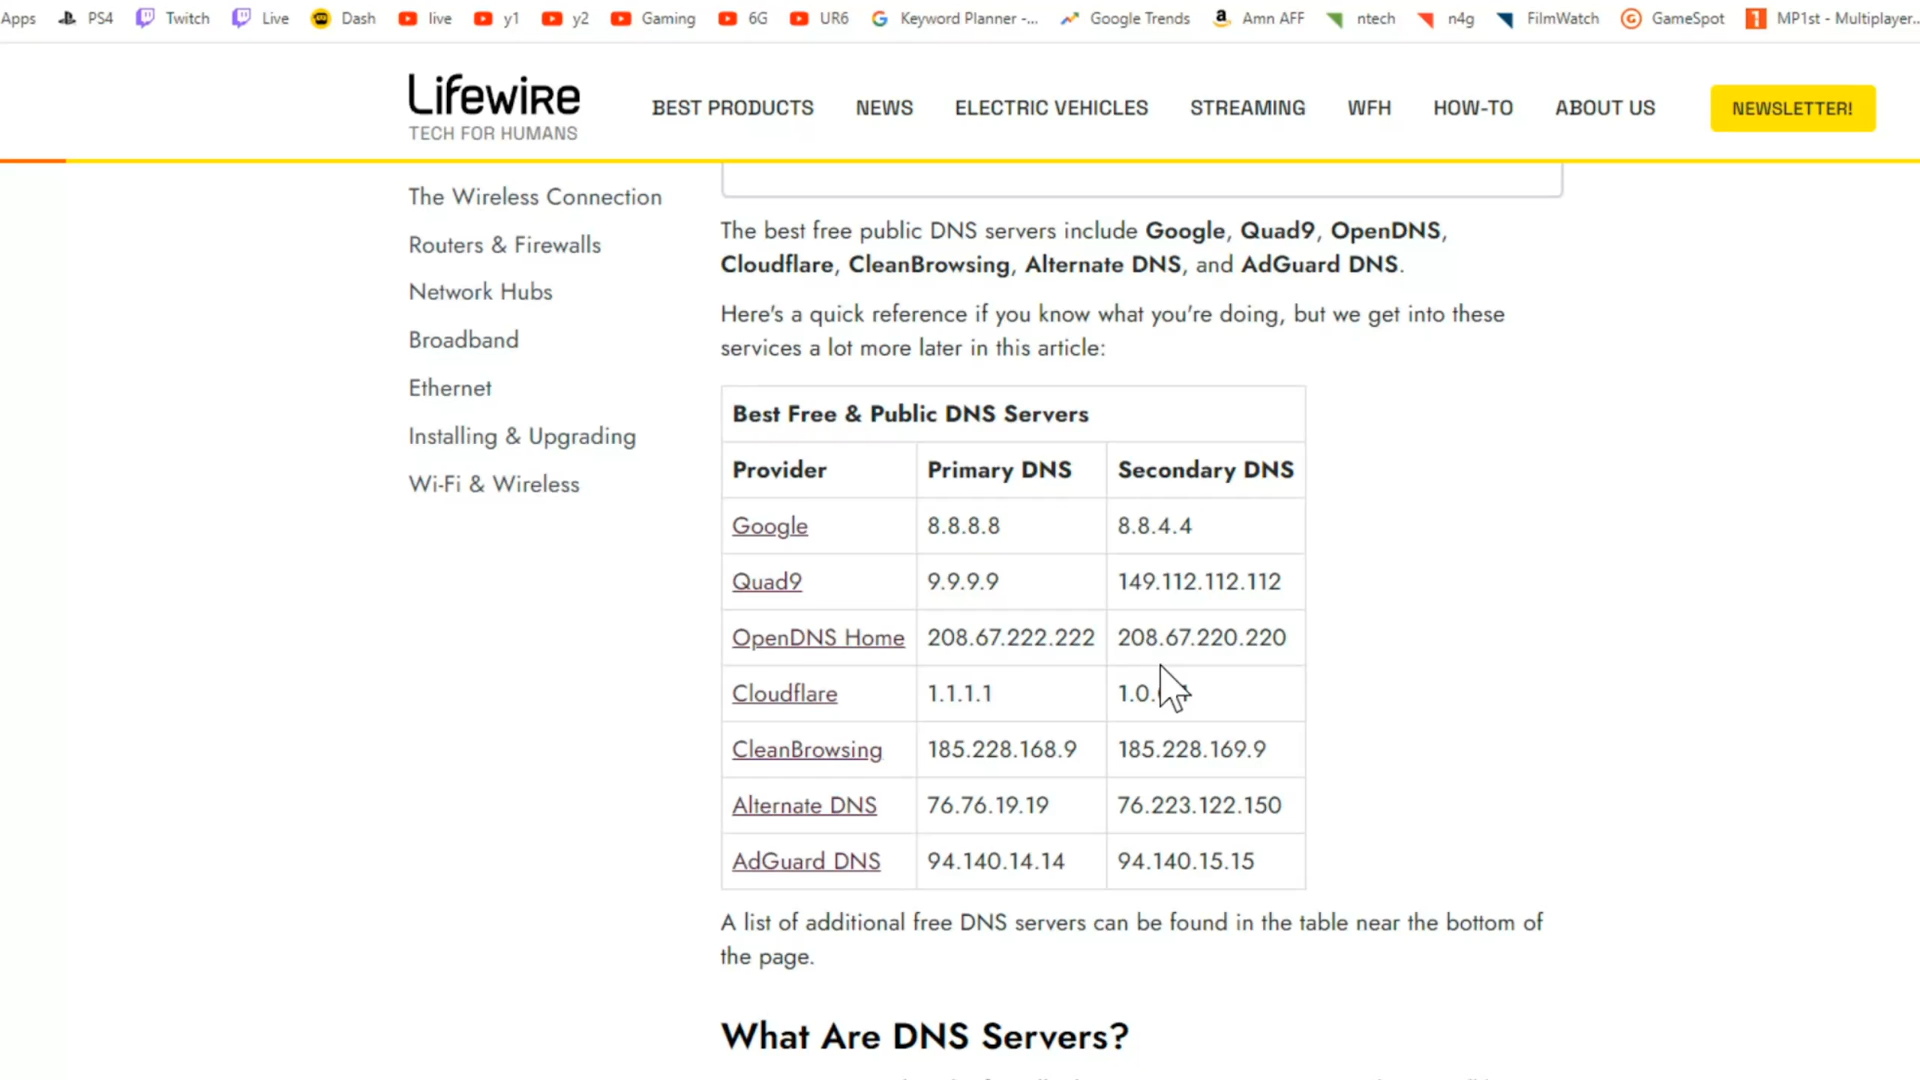 Apps PS4 Twitch Live Dash live y1 y2 Gaming 6G UR6 Keyword Planner -... Google Trends Amn AFF ntech n4g FilmWatch GameSpot MP1st - Multiplayer...
Lifewire
TECH FOR HUMANS
BEST PRODUCTS NEWS ELECTRIC VEHICLES STREAMING WFH HOW-TO ABOUT US NEWSLETTER!
The Wireless Connection
Routers & Firewalls
Network Hubs
Broadband
Ethernet
Installing & Upgrading
Wi-Fi & Wireless
The best free public DNS servers include Google, Quad9, OpenDNS,
Cloudflare, CleanBrowsing, Alternate DNS, and AdGuard DNS.
Here's a quick reference if you know what you're doing, but we get into these
services a lot more later in this article:
Best Free & Public DNS Servers
Provider Primary DNS Secondary DNS
Google 8.8.8.8 8.8.4.4
Quad9 9.9.9.9 149.112.112.112
OpenDNS Home 208.67.222.222 208.67.220.220
Cloudflare 1.1.1.1
CleanBrowsing 185.228.168.9 185.228.169.9
Alternate DNS 76.76.19.19 76.223.122.150
AdGuard DNS 94.140.14.14 94.140.15.15
A list of additional free DNS servers can be found in the table near the bottom of
the page.
What Are DNS Servers?